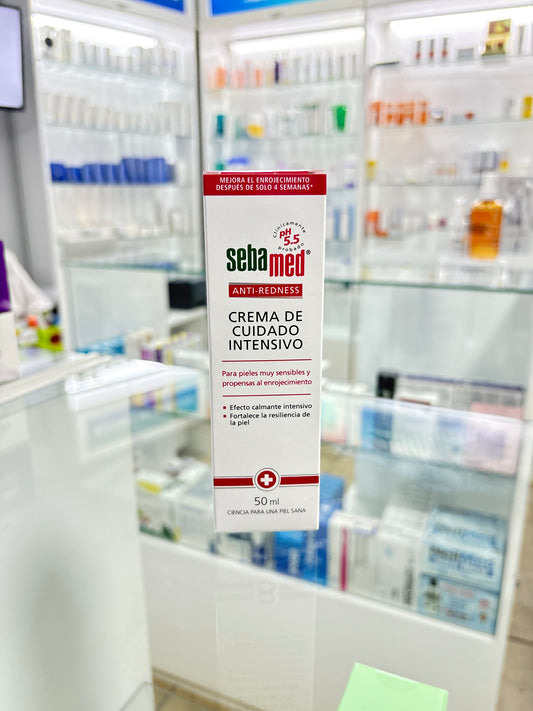 MEJORA EL ENROJECIMIENTO
DESPUÉS DE SOLO 4 SEMANAS*
Clínicamente
pH
5.5
probado
sebamed®
ANTI-REDNESS
CREMA DE
CUIDADO
INTENSIVO
Para pieles muy sensibles y
propensas al enrojecimiento
• Efecto calmante intensivo
• Fortalece la resiliencia de
la piel
50 ml
CIENCIA PARA UNA PIEL SANA